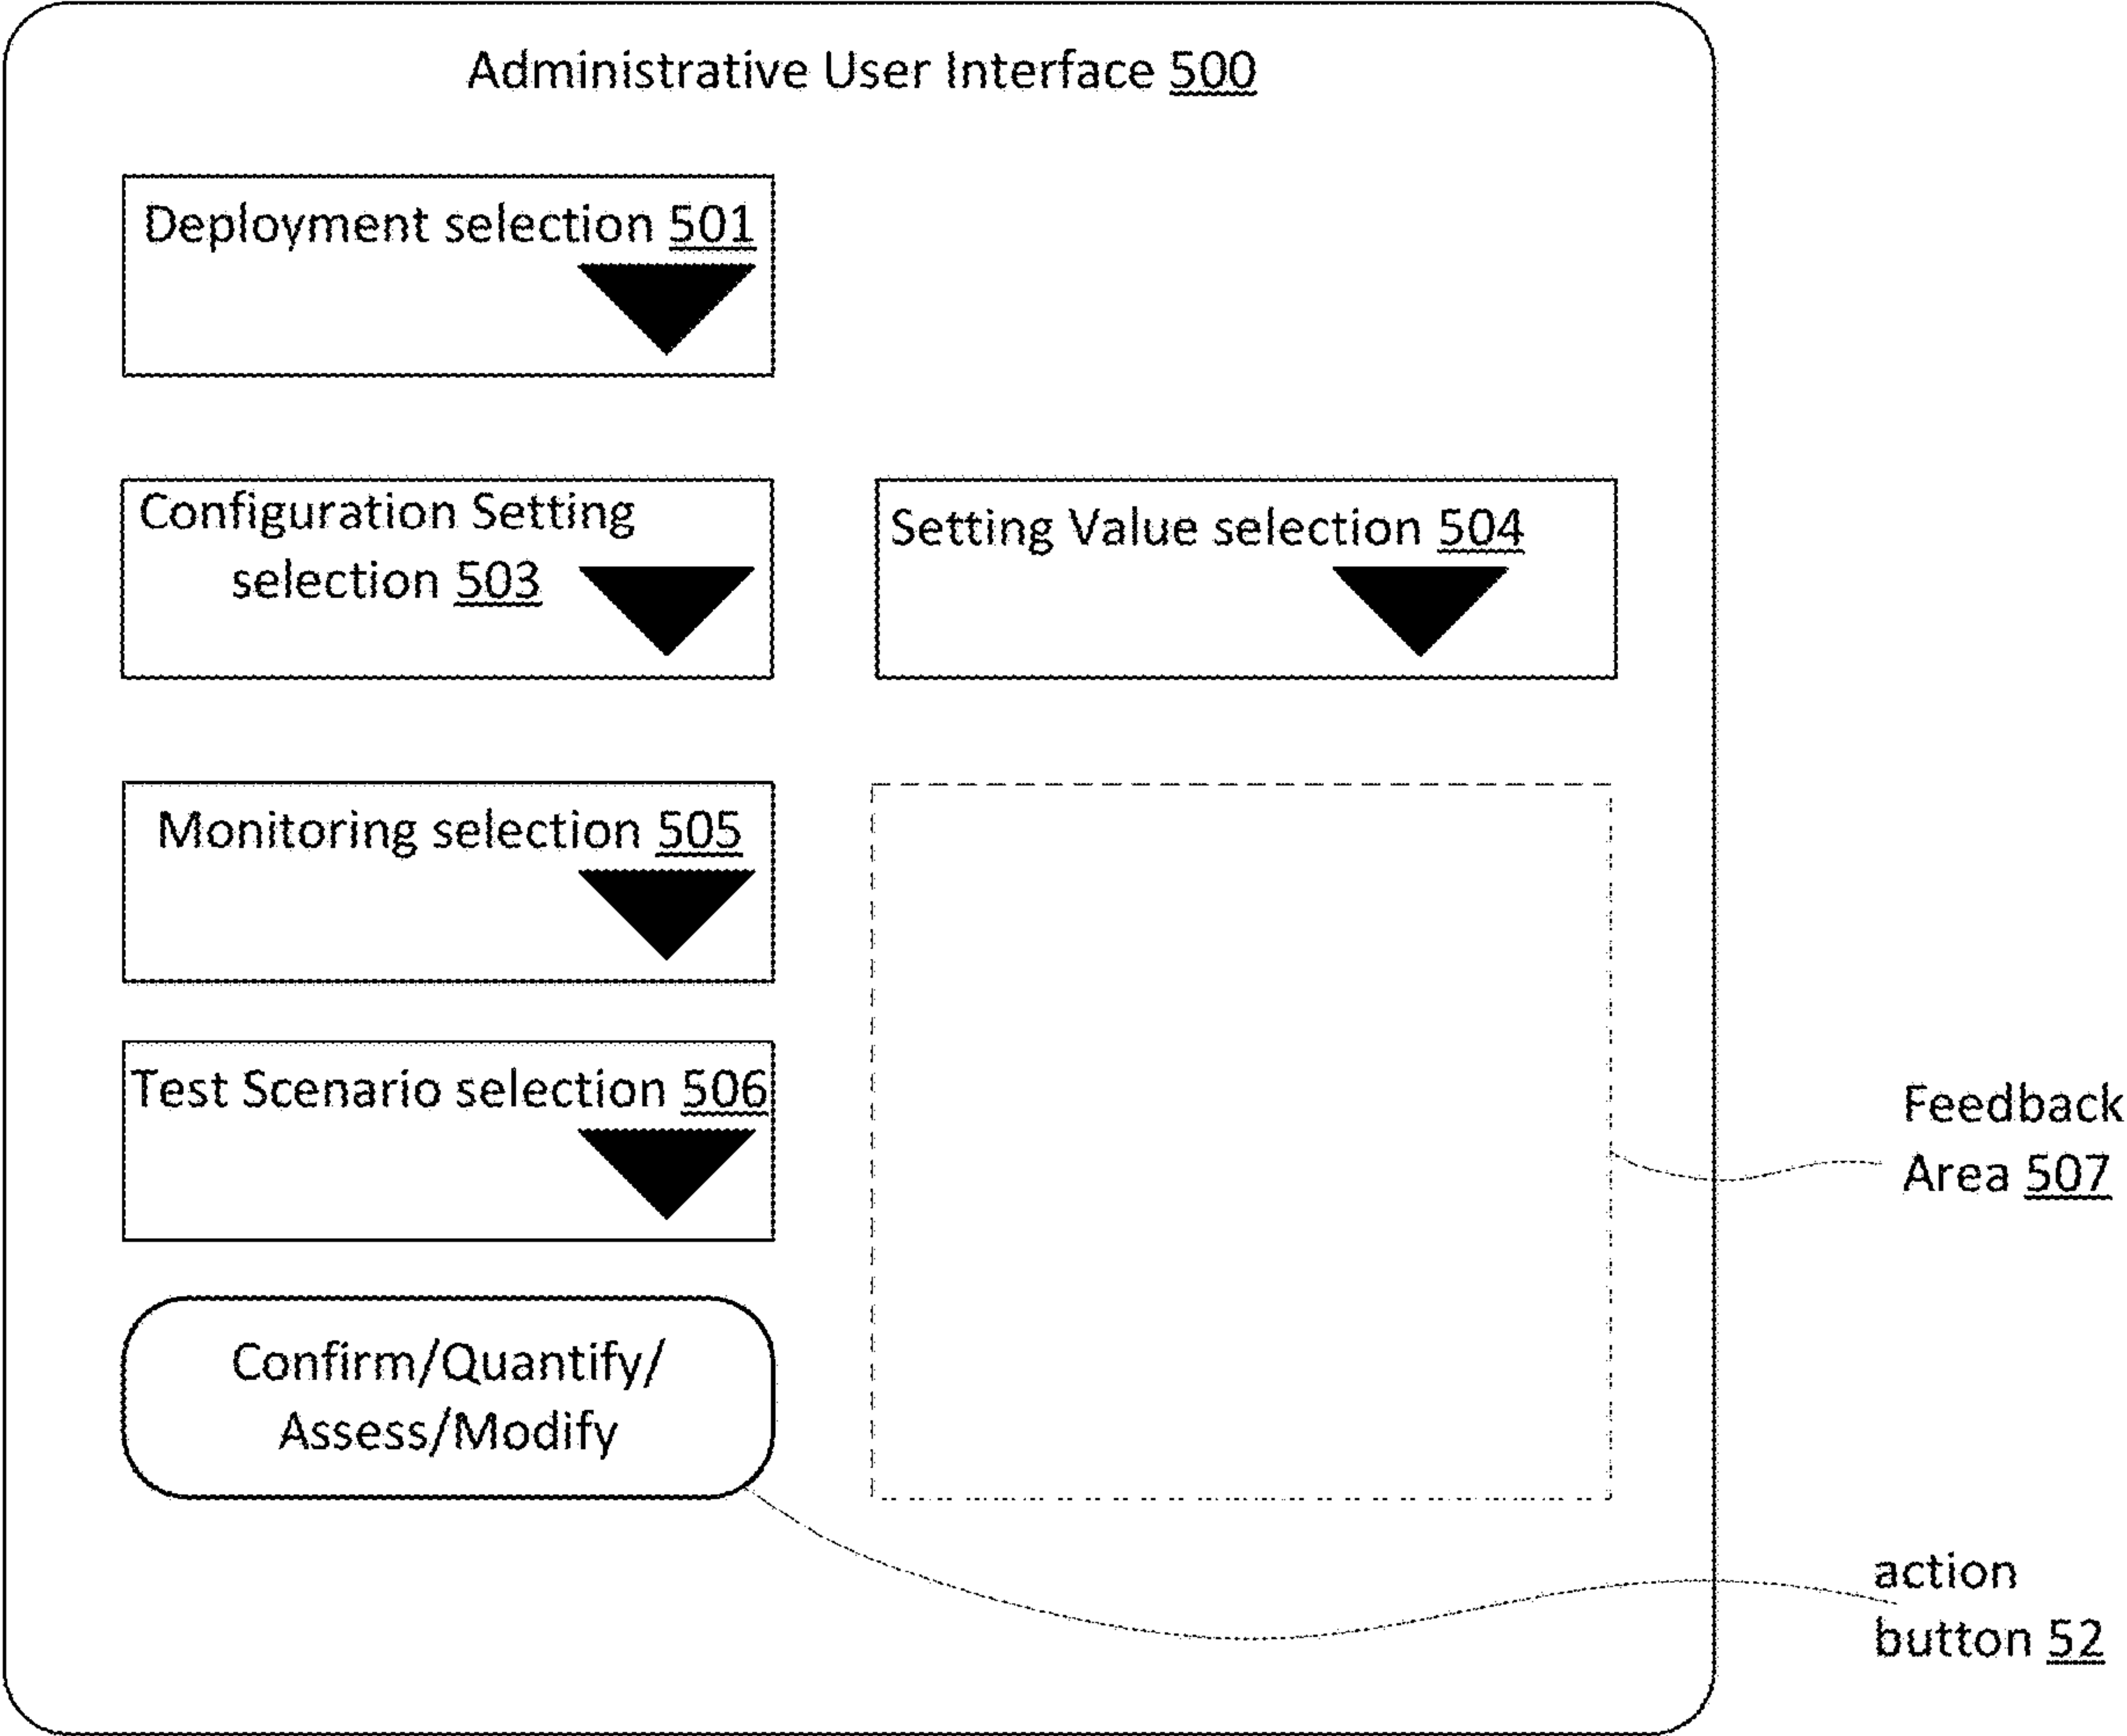 Administrative User Interface 500
Deployment selection 501
Configuration Setting
selection 503
Setting Value selection 504
Monitoring selection 505
Test Scenario selection 506
Confirm/Quantify/
Assess/Modify
Feedback
Area 507
action
button 52